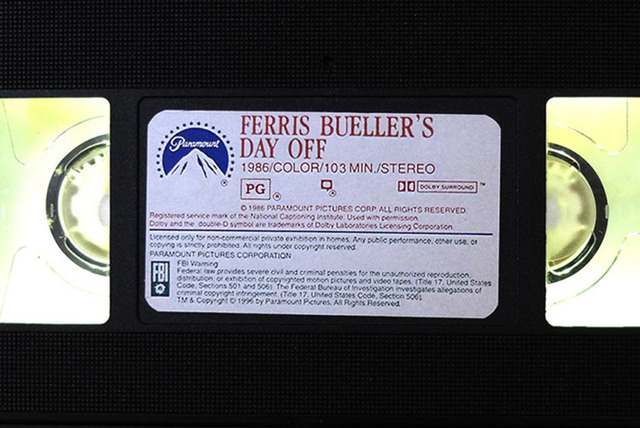 Paramount
FERRIS BUELLER'S
DAY OFF
1986/COLOR/103 MIN./STEREO
PG ® DOLBY SURROUND ™
© 1986 PARAMOUNT PICTURES CORP. ALL RIGHTS RESERVED.
Registered service mark of the National Captioning Institute. Used with permission.
Dolby and the double-D symbol are trademarks of Dolby Laboratories Licensing Corporation.
Licensed only for non-commercial private exhibition in homes. Any public performance, other use, or
copying is strictly prohibited. All rights under copyright reserved.
PARAMOUNT PICTURES CORPORATION
FBI
FBI Warning
Federal law provides severe civil and criminal penalties for the unauthorized reproduction,
distribution, or exhibition of copyrighted motion pictures and video tapes. (Title 17, United States
Code, Sections 501 and 506). The Federal Bureau of Investigation investigates allegations of
criminal copyright infringement. (Title 17, United States Code, Section 506).
TM & Copyright © 1996 by Paramount Pictures. All Rights Reserved.